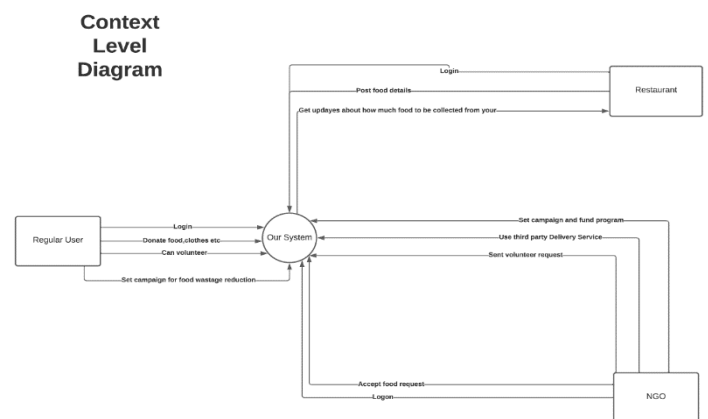 Context
Level
Diagram
Login
Restaurant
Post food details
Get updayes about how much food to be collected from your
Set campaign and fund program
Login
Regular User
Our System
Use third party Delivery Service
Donate food,clothes etc
Can volunteer
Sent volunteer request
Set campaign for food wastage reduction
Accept food request
Logon
NGO